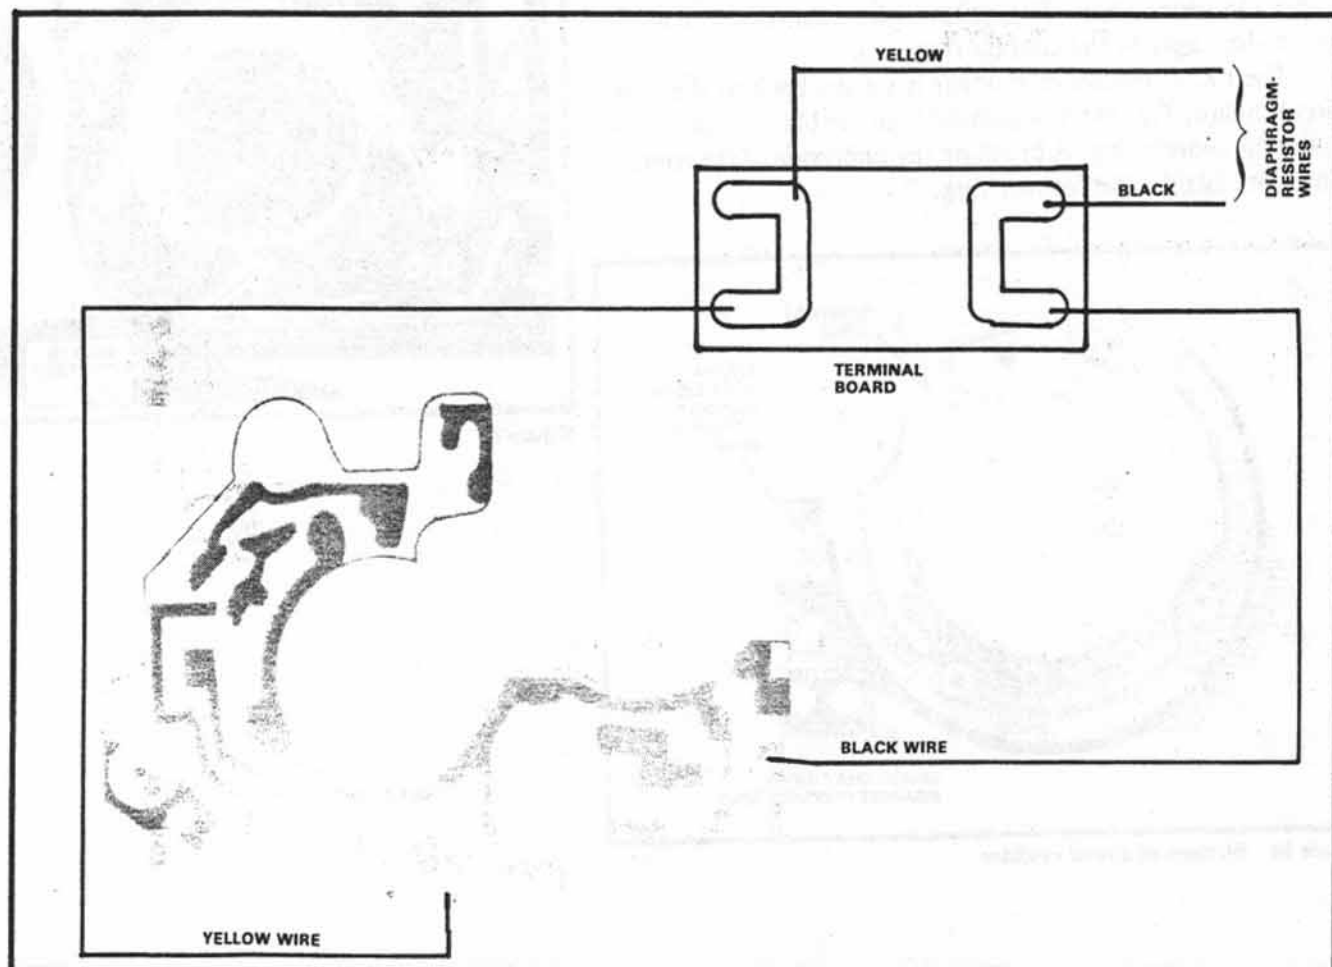 YELLOW
DIAPHRAGM-
RESISTOR
WIRES
BLACK
TERMINAL
BOARD
BLACK WIRE
YELLOW WIRE